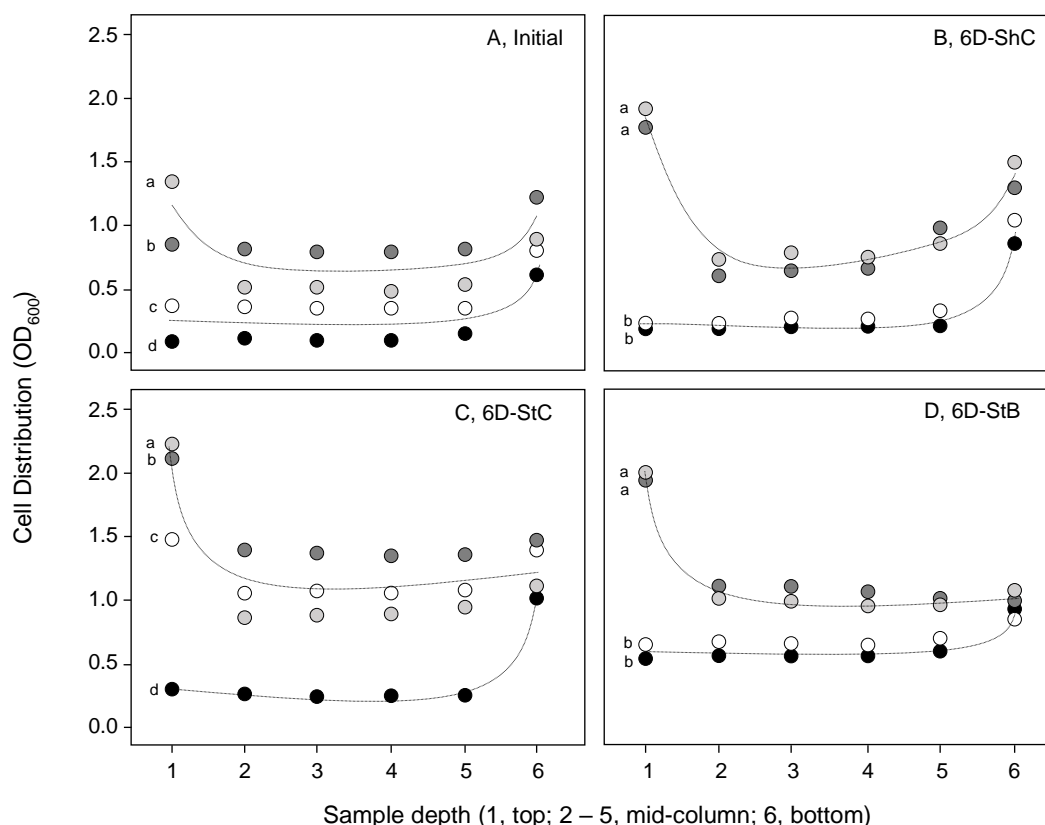 A, Initial
B, 6D-ShC
2.5
2.0
1.5
1.0
0.5
0.0
a
b
c
d
a
a
b
b
C, 6D-StC
D, 6D-StB
2.5
2.0
1.5
1.0
0.5
0.0
a
b
c
d
a
a
b
b
1 2 3 4 5 6
1 2 3 4 5 6
Cell Distribution (OD600)
Sample depth (1, top; 2 – 5, mid-column; 6, bottom)